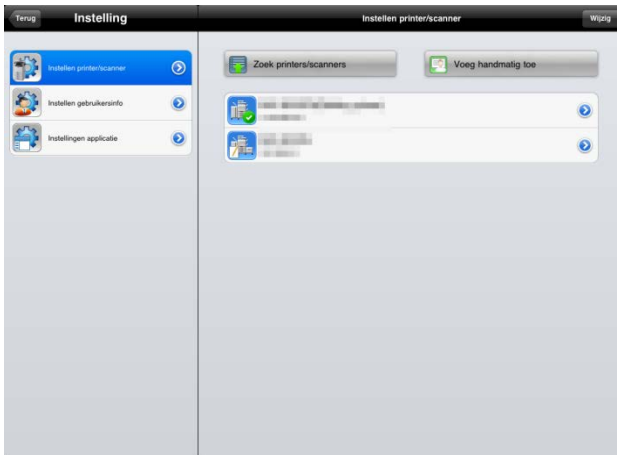 Terug
Instelling
Instellen printer/scanner
Wijzig
Instellen printer/scanner
Instellen gebruikersinfo
Instellingen applicatie
Zoek printers/scanners
Voeg handmatig toe